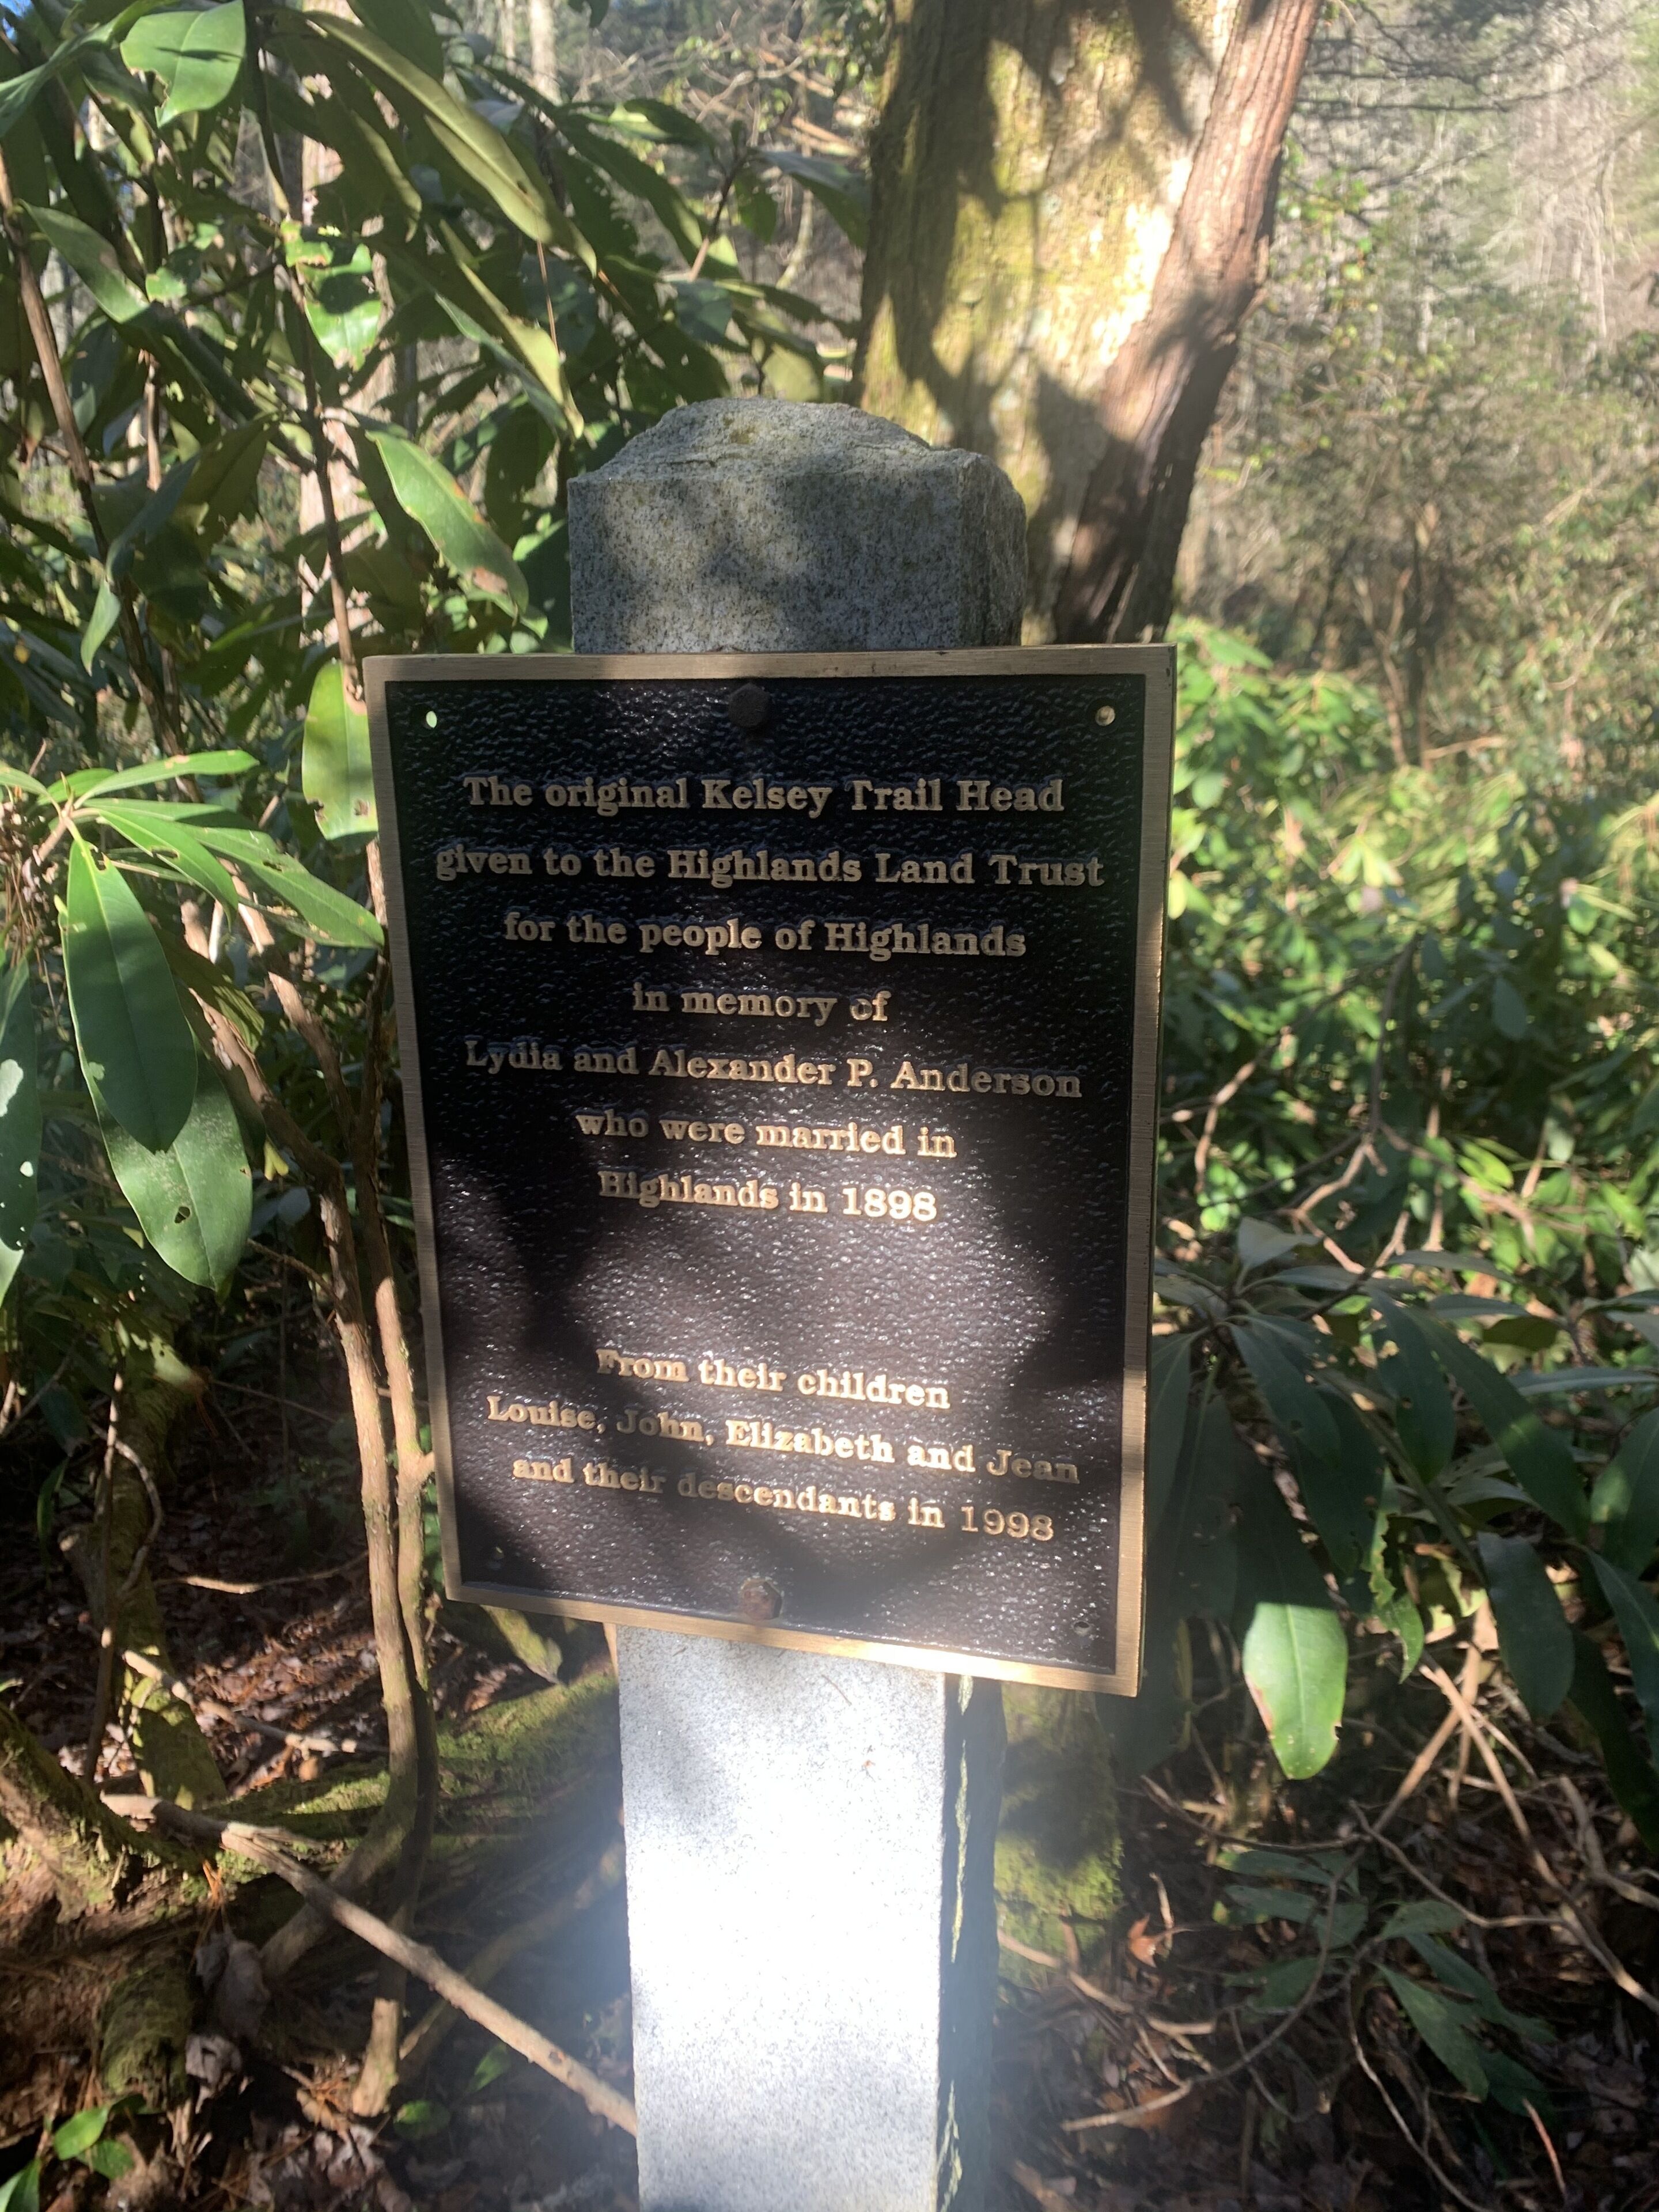 The original Kelsey Trail Head
given to the Highlands Land Trust
for the people of Highlands
in memory of
Lydia and Alexander P. Anderson
who were married in
Highlands in 1898
From their children
Louise, John, Elizabeth and Jean
and their descendants in 1998